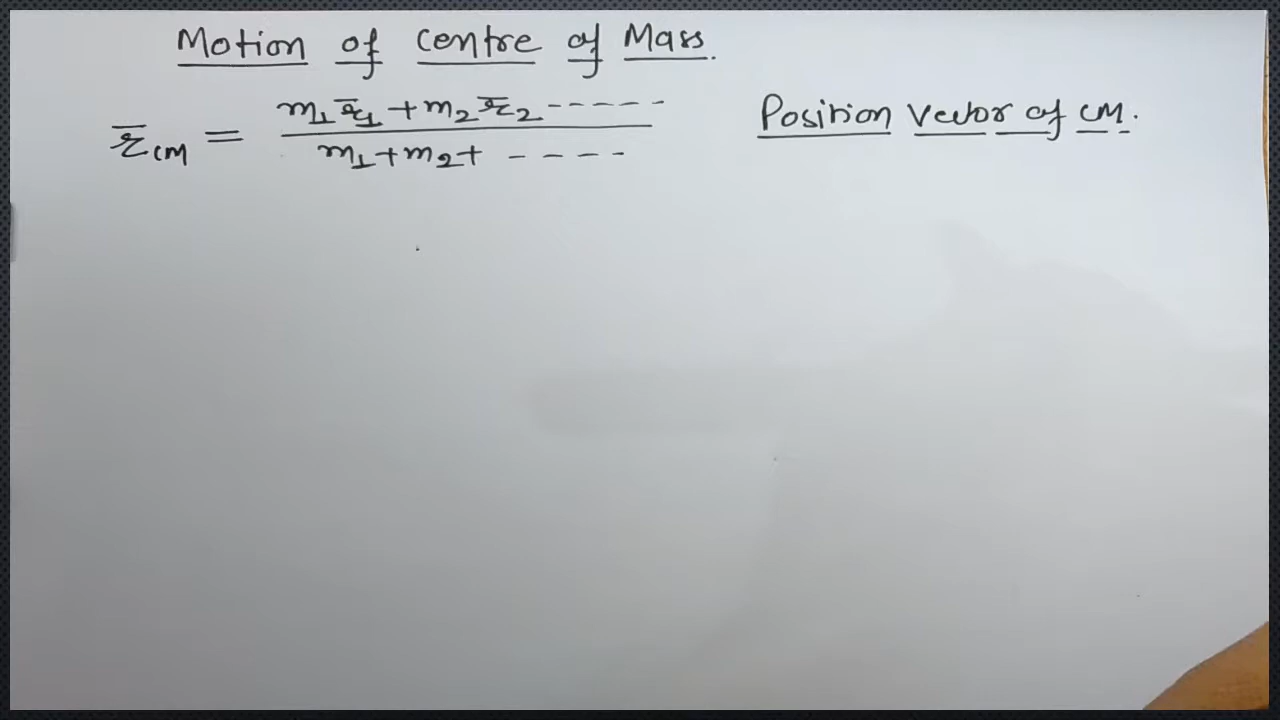 Motion of centre of Mass.
r̄cm = m₁r̄₁ + m₂r̄₂ ----- / m₁+m₂+ ---- Position Vector of CM.